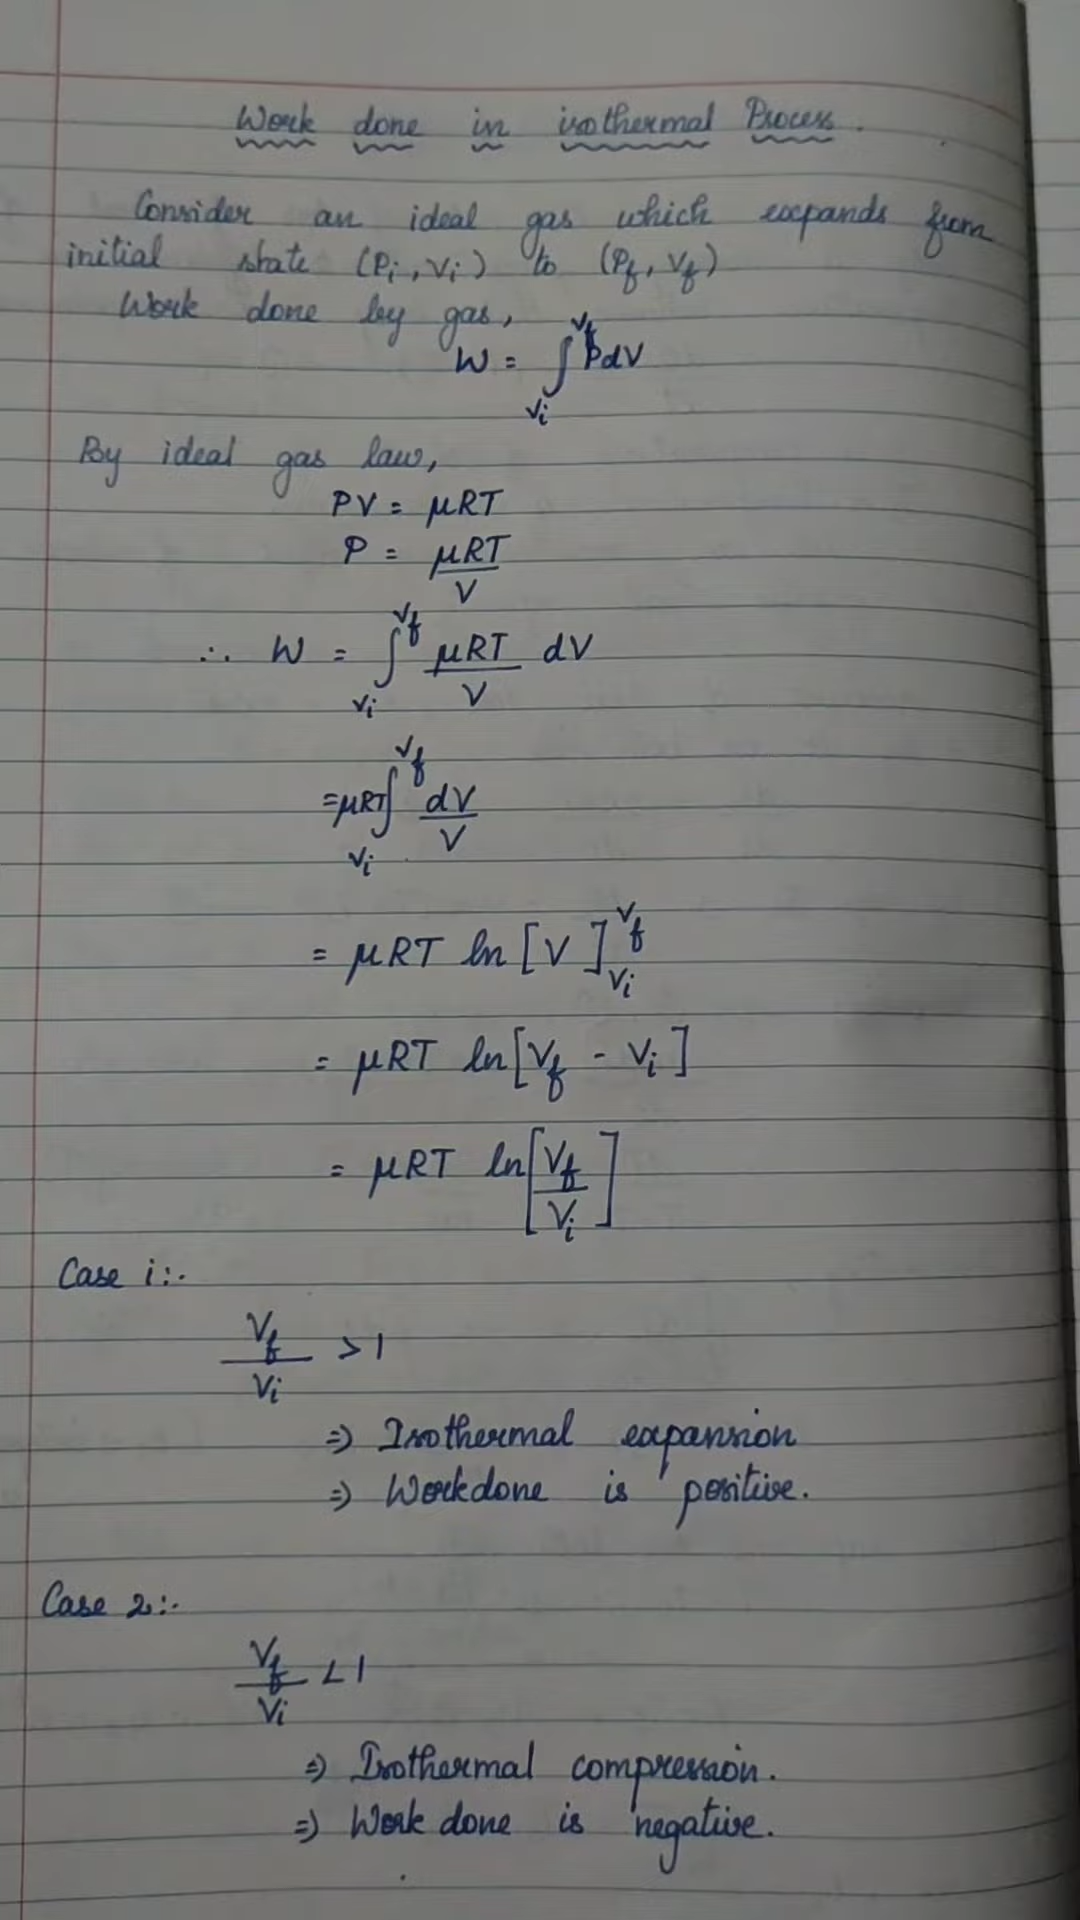 Work done in isothermal Process.
Consider an ideal gas which expands from
initial state (Pi, Vi) to (Pf, Vf)
Work done by gas,
W = ∫_{Vi}^{Vf} PdV
By ideal gas law,
PV = μRT
P = μRT/V
∴ W = ∫_{Vi}^{Vf} μRT/V dV
= μRT ∫_{Vi}^{Vf} dV/V
= μRT ln [V]_{Vi}^{Vf}
= μRT ln [Vf - Vi]
= μRT ln [Vf/Vi]
Case i:-
Vf/Vi > 1
⇒ Isothermal expansion
⇒ Workdone is positive.
Case 2:-
Vf/Vi < 1
⇒ Isothermal compression.
⇒ Work done is negative.